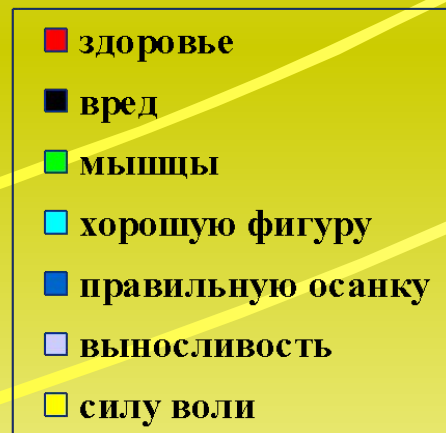 здоровье
вред
мышцы
хорошую фигуру
правильную осанку
выносливость
силу воли